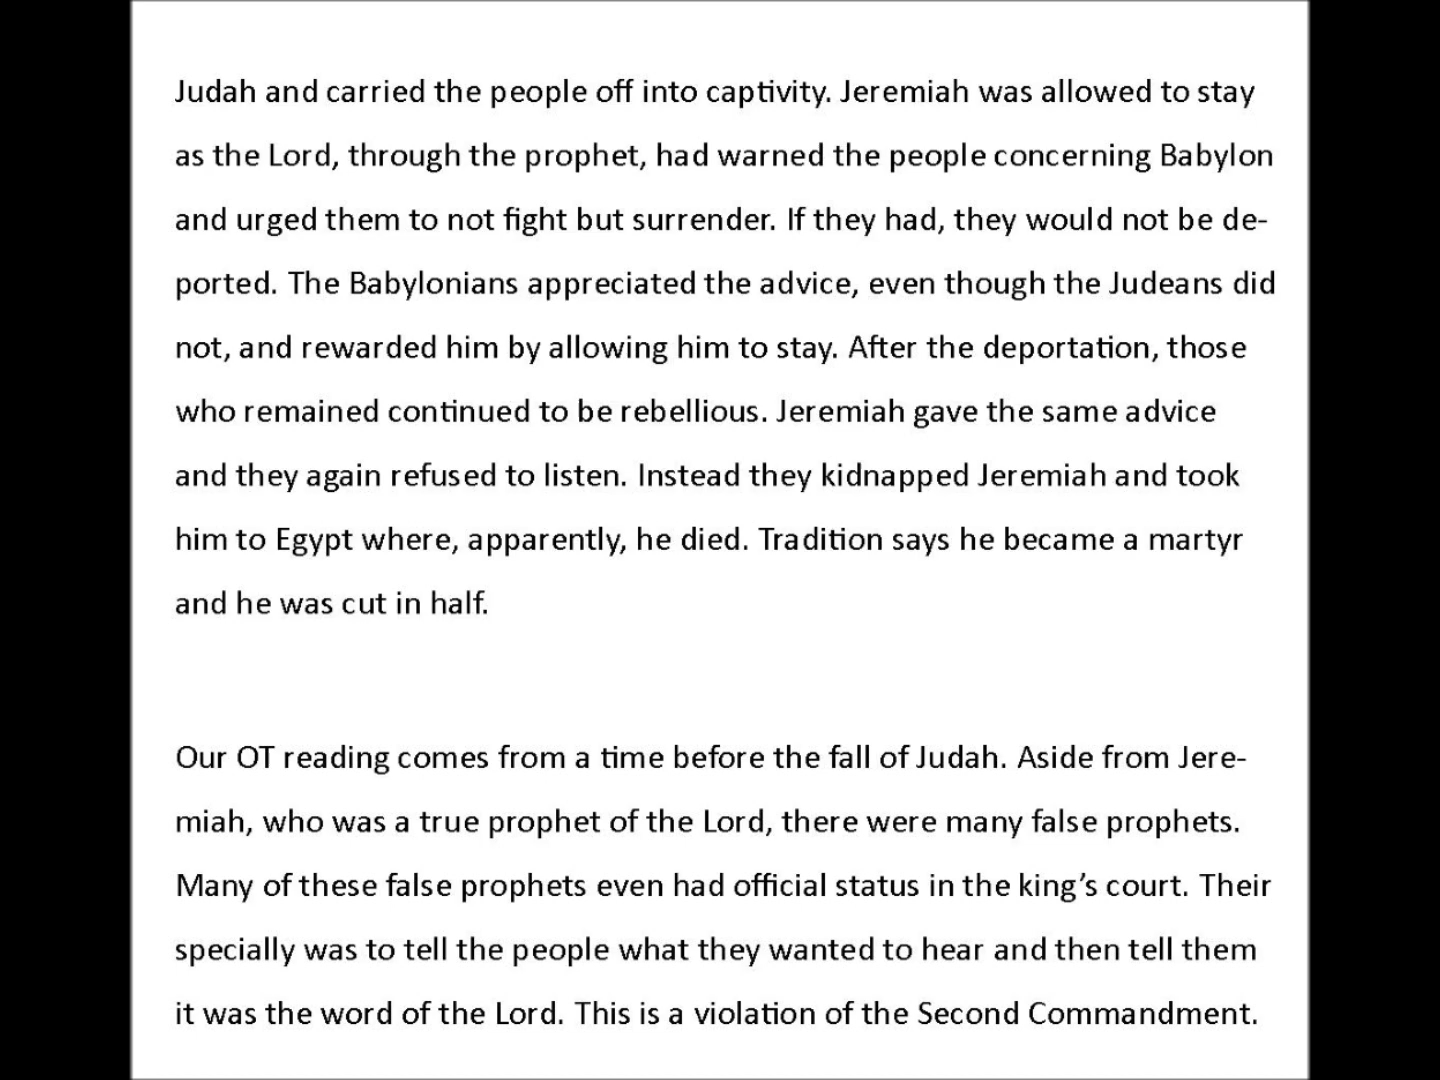 Judah and carried the people off into captivity. Jeremiah was allowed to stay
as the Lord, through the prophet, had warned the people concerning Babylon
and urged them to not fight but surrender. If they had, they would not be de-
ported. The Babylonians appreciated the advice, even though the Judeans did
not, and rewarded him by allowing him to stay. After the deportation, those
who remained continued to be rebellious. Jeremiah gave the same advice
and they again refused to listen. Instead they kidnapped Jeremiah and took
him to Egypt where, apparently, he died. Tradition says he became a martyr
and he was cut in half.
Our OT reading comes from a time before the fall of Judah. Aside from Jere-
miah, who was a true prophet of the Lord, there were many false prophets.
Many of these false prophets even had official status in the king’s court. Their
specially was to tell the people what they wanted to hear and then tell them
it was the word of the Lord. This is a violation of the Second Commandment.